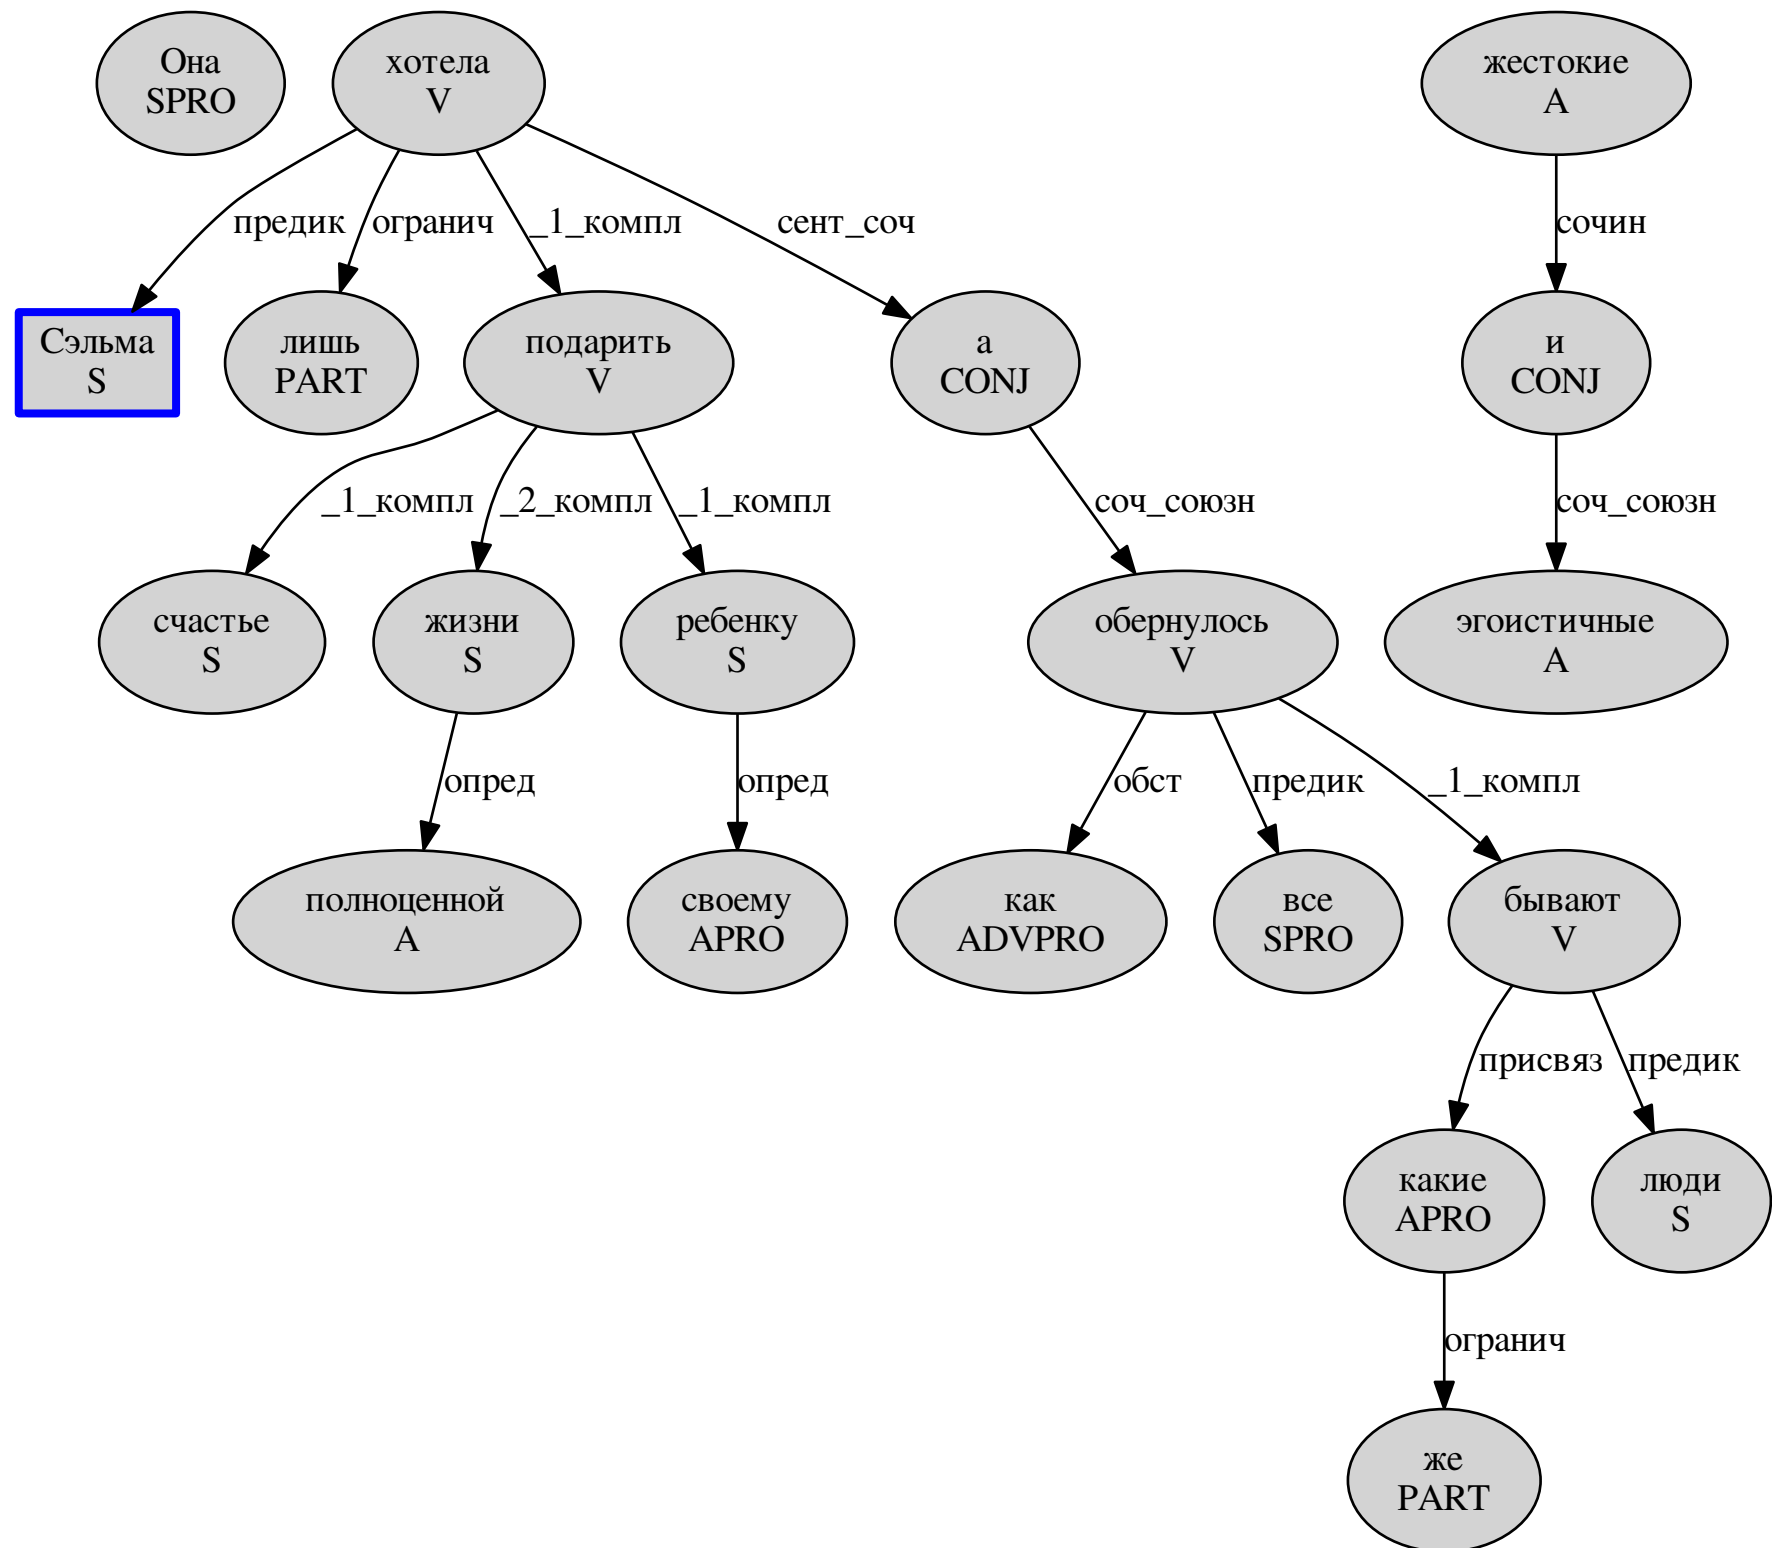 Она
SPRO
хотела
V
жестокие
A
предик
огранич
_1_компл
сент_соч
сочин
Сэльма
S
лишь
PART
подарить
V
а
CONJ
и
CONJ
_1_компл
_2_компл
_1_компл
соч_союзн
соч_союзн
счастье
S
жизни
S
ребенку
S
обернулось
V
эгоистичные
A
опред
опред
обст
предик
_1_компл
полноценной
A
своему
APRO
как
ADVPRO
все
SPRO
бывают
V
присвяз
предик
какие
APRO
люди
S
огранич
же
PART